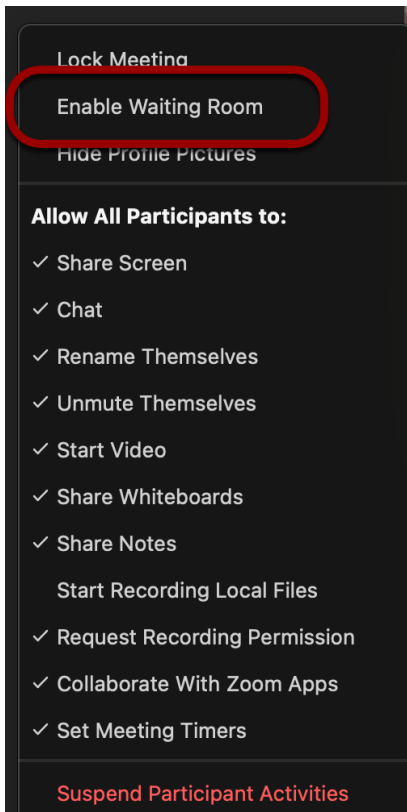 Lock Meeting
Enable Waiting Room
Hide Profile Pictures
Allow All Participants to:
✓ Share Screen
✓ Chat
✓ Rename Themselves
✓ Unmute Themselves
✓ Start Video
✓ Share Whiteboards
✓ Share Notes
Start Recording Local Files
✓ Request Recording Permission
✓ Collaborate With Zoom Apps
✓ Set Meeting Timers
Suspend Participant Activities